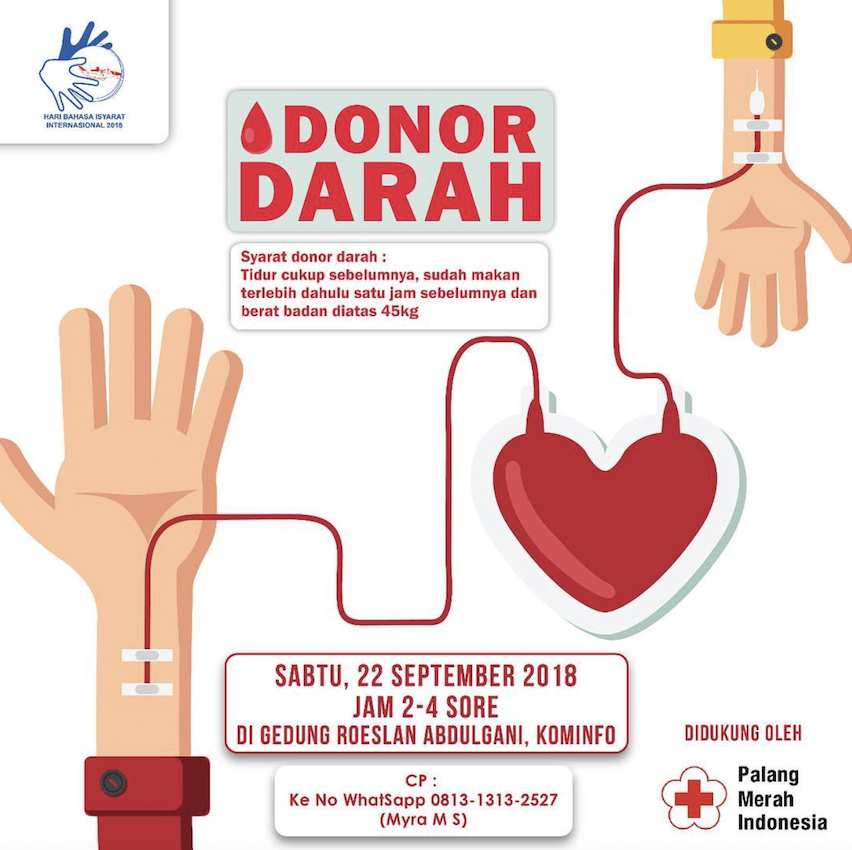 HARI BAHASA ISYARAT
INTERNASIONAL 2018
DONOR
DARAH
Syarat donor darah :
Tidur cukup sebelumnya, sudah makan
terlebih dahulu satu jam sebelumnya dan
berat badan diatas 45kg
SABTU, 22 SEPTEMBER 2018
JAM 2-4 SORE
DI GEDUNG ROESLAN ABDULGANI, KOMINFO
CP :
Ke No WhatSapp 0813-1313-2527
(Myra M S)
DIDUKUNG OLEH
Palang
Merah
Indonesia